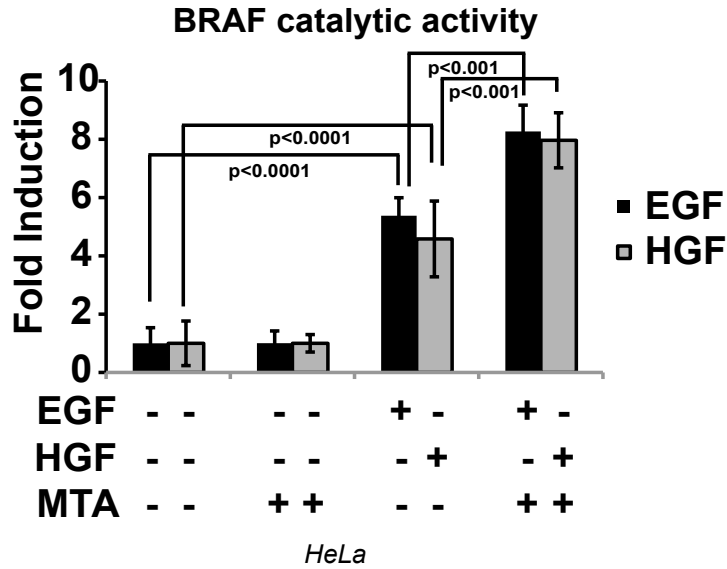 BRAF catalytic activity
Fold Induction
10
8
6
4
2
0
p<0.001
p<0.001
p<0.0001
p<0.0001
EGF
HGF
EGF - - - - + - + -
HGF - - - - - + - +
MTA - - + + - - + +
HeLa